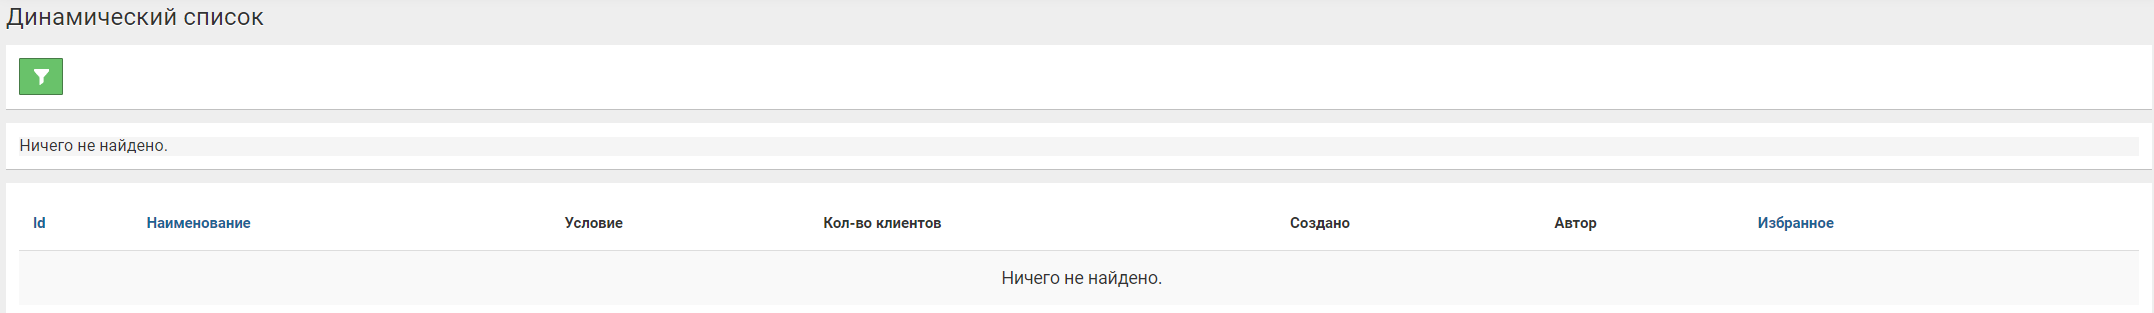 Динамический список
Ничего не найдено.
Id Наименование Условие Кол-во клиентов Создано Автор Избранное
Ничего не найдено.